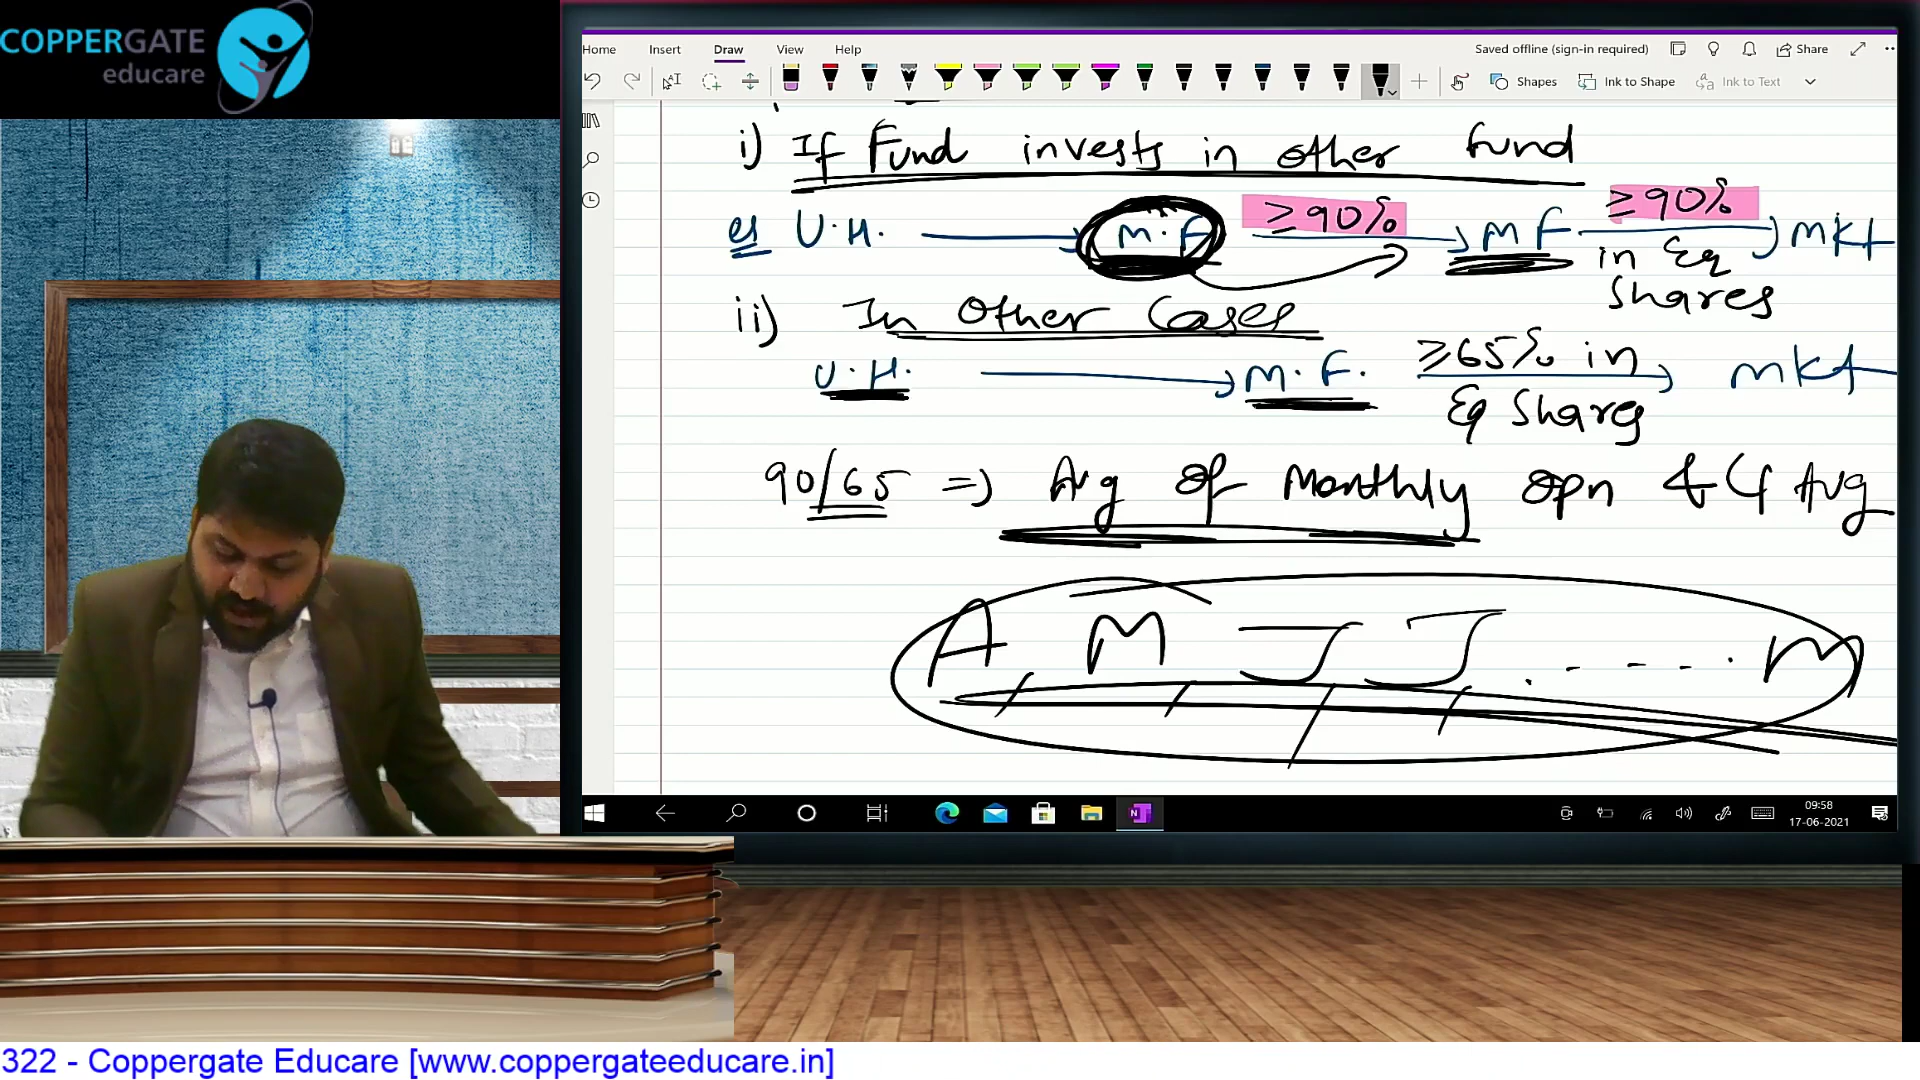 COPPERGATE
educare
Home Insert Draw View Help
Saved offline (sign-in required) Share
Shapes Ink to Shape Ink to Text
i) If Fund invests in other fund
eg U.H. M.F ≥90% MF ≥90% mkt
in Eq
Shares
ii) In Other Cases
U.H. M.F. ≥65% in mkt
Eq Shares
90/65 => Avg of Monthly opn & Clg Avg
A, M J J . - - - . M
09:58
17-06-2021
322 - Coppergate Educare [www.coppergateeducare.in]